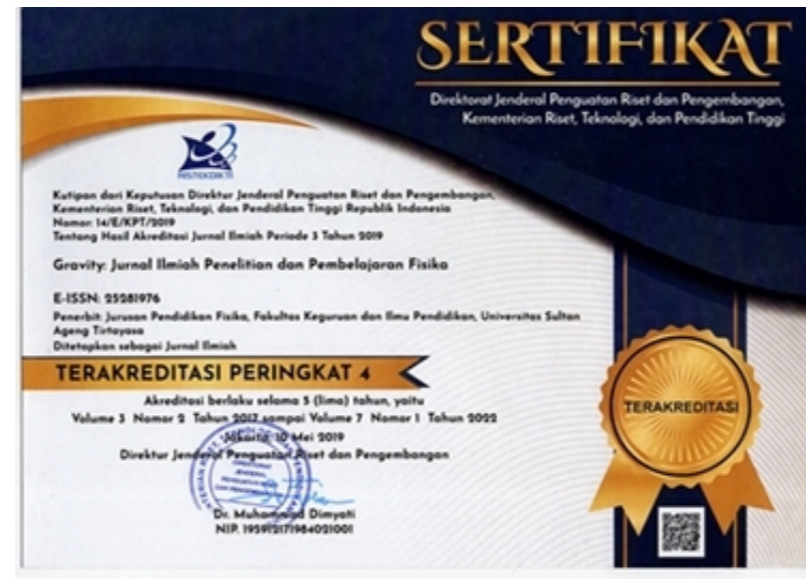 SERTIFIKAT
Direktorat Jenderal Penguatan Riset dan Pengembangan,
Kementerian Riset, Teknologi, dan Pendidikan Tinggi
RISTEKDIKTI
Kutipan dari Keputusan Direktur Jenderal Penguatan Riset dan Pengembangan,
Kementerian Riset, Teknologi, dan Pendidikan Tinggi Republik Indonesia
Nomor: 14/E/KPT/2019
Tentang Hasil Akreditasi Jurnal Ilmiah Periode 3 Tahun 2019
Gravity: Jurnal Ilmiah Penelitian dan Pembelajaran Fisika
E-ISSN: 25281976
Penerbit: Jurusan Pendidikan Fisika, Fakultas Keguruan dan Ilmu Pendidikan, Universitas Sultan
Ageng Tirtayasa
Ditetapkan sebagai Jurnal Ilmiah
TERAKREDITASI PERINGKAT 4
Akreditasi berlaku selama 5 (lima) tahun, yaitu
Volume 3 Nomor 2 Tahun 2017 sampai Volume 7 Nomor 1 Tahun 2022
Jakarta, 10 Mei 2019
Direktur Jenderal Penguatan Riset dan Pengembangan
Dr. Muhammad Dimyati
NIP. 195912171984021001
TERAKREDITASI